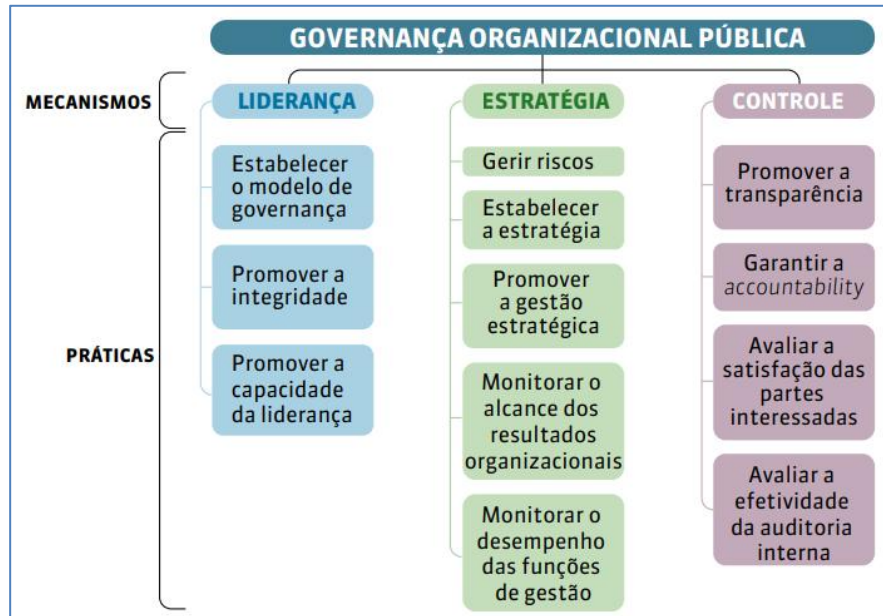 GOVERNANÇA ORGANIZACIONAL PÚBLICA
MECANISMOS
LIDERANÇA
ESTRATÉGIA
CONTROLE
PRÁTICAS
Estabelecer
o modelo de
governança
Promover a
integridade
Promover a
capacidade
da liderança
Gerir riscos
Estabelecer
a estratégia
Promover
a gestão
estratégica
Monitorar o
alcance dos
resultados
organizacionais
Monitorar o
desempenho
das funções
de gestão
Promover a
transparência
Garantir a
accountability
Avaliar a
satisfação das
partes
interessadas
Avaliar a
efetividade
da auditoria
interna